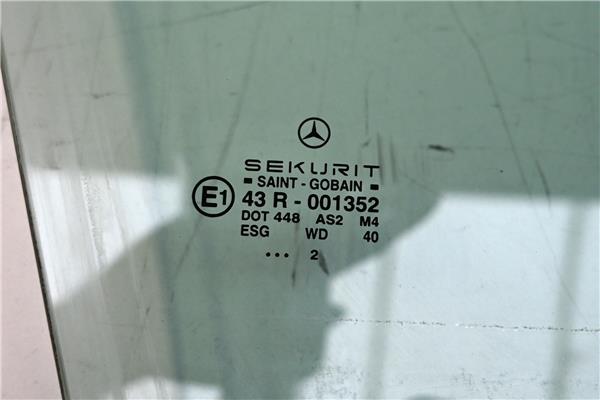 SEKURIT
SAINT - GOBAIN
E1 43 R - 001352
DOT 448 AS2 M4
ESG WD 40
... 2